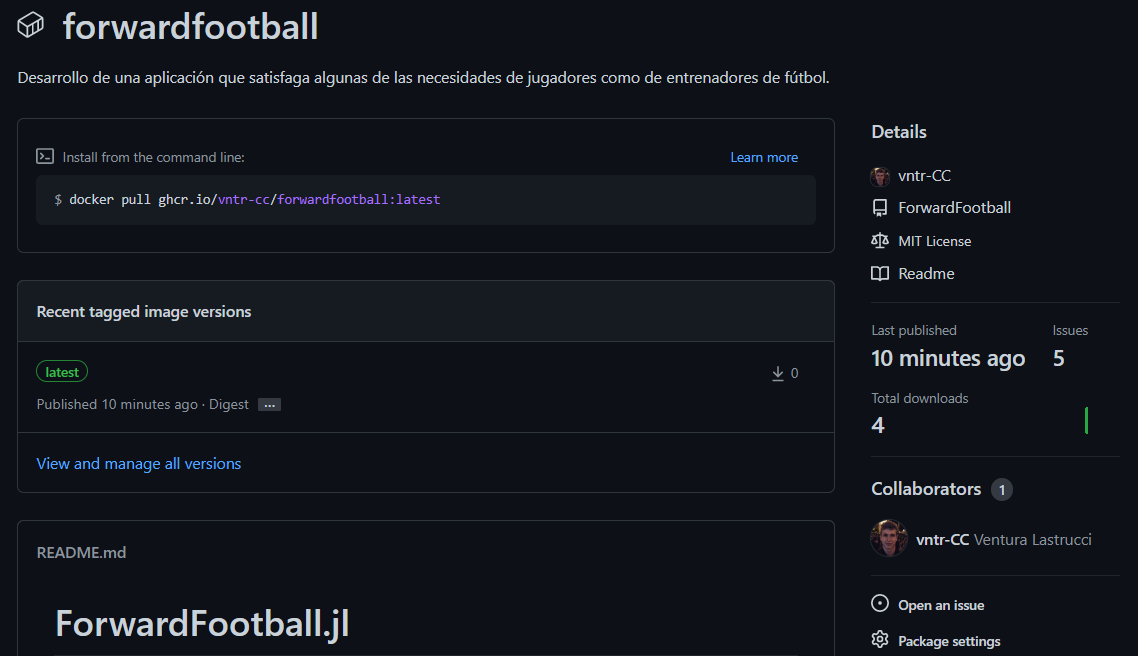 forwardfootball
Desarrollo de una aplicación que satisfaga algunas de las necesidades de jugadores como de entrenadores de fútbol.
Install from the command line:
Learn more
$ docker pull ghcr.io/vntr-cc/forwardfootball:latest
Recent tagged image versions
latest
0
Published 10 minutes ago · Digest ...
View and manage all versions
README.md
ForwardFootball.jl
Details
vntr-CC
ForwardFootball
MIT License
Readme
Last published
10 minutes ago
Issues
5
Total downloads
4
Collaborators 1
vntr-CC Ventura Lastrucci
Open an issue
Package settings